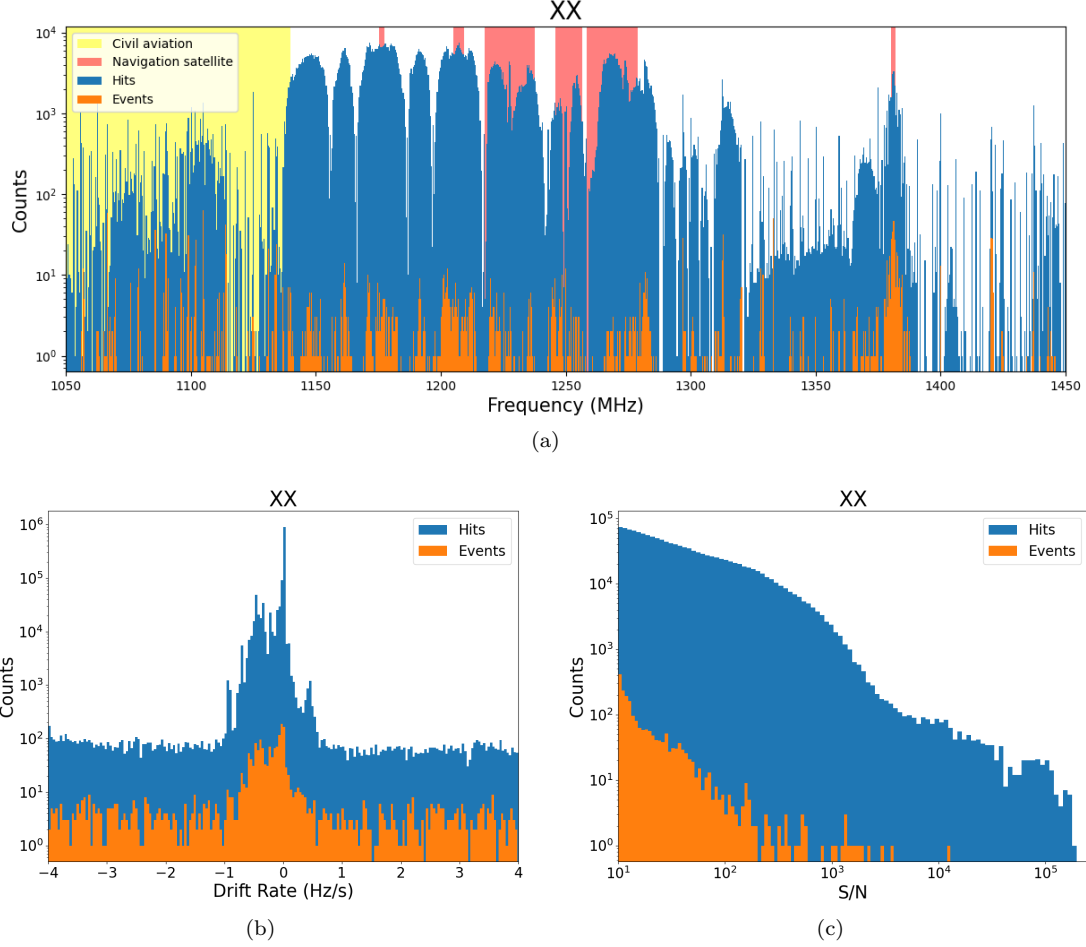 XX
Civil aviation
Navigation satellite
Hits
Events
Counts
10^4
10^3
10^2
10^1
10^0
1050 1100 1150 1200 1250 1300 1350 1400 1450
Frequency (MHz)
(a)
XX
Hits
Events
Counts
10^6
10^5
10^4
10^3
10^2
10^1
10^0
−4 −3 −2 −1 0 1 2 3 4
Drift Rate (Hz/s)
(b)
XX
Hits
Events
Counts
10^5
10^4
10^3
10^2
10^1
10^0
10^1 10^2 10^3 10^4 10^5
S/N
(c)